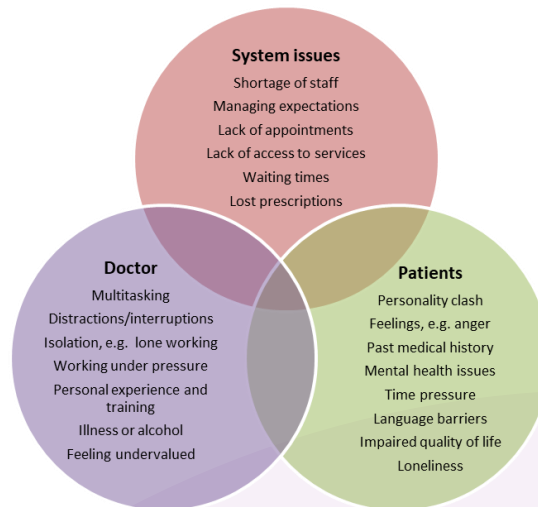 System issues
Shortage of staff
Managing expectations
Lack of appointments
Lack of access to services
Waiting times
Lost prescriptions
Doctor
Multitasking
Distractions/interruptions
Isolation, e.g. lone working
Working under pressure
Personal experience and
training
Illness or alcohol
Feeling undervalued
Patients
Personality clash
Feelings, e.g. anger
Past medical history
Mental health issues
Time pressure
Language barriers
Impaired quality of life
Loneliness